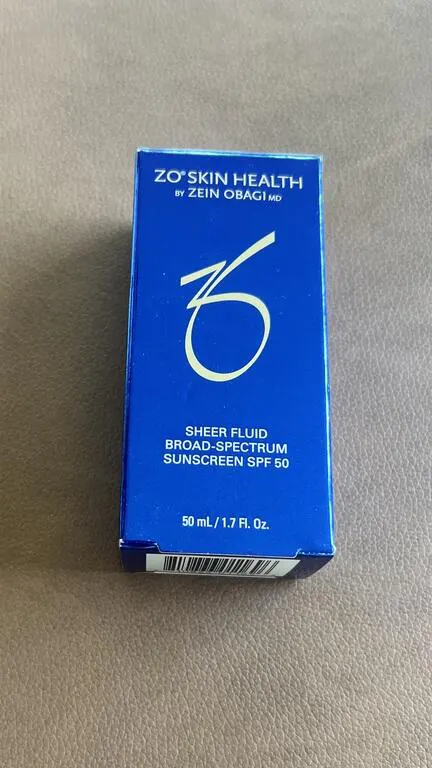 ZO® SKIN HEALTH
BY ZEIN OBAGI MD
ZO
SHEER FLUID
BROAD-SPECTRUM
SUNSCREEN SPF 50
50 mL / 1.7 Fl. Oz.